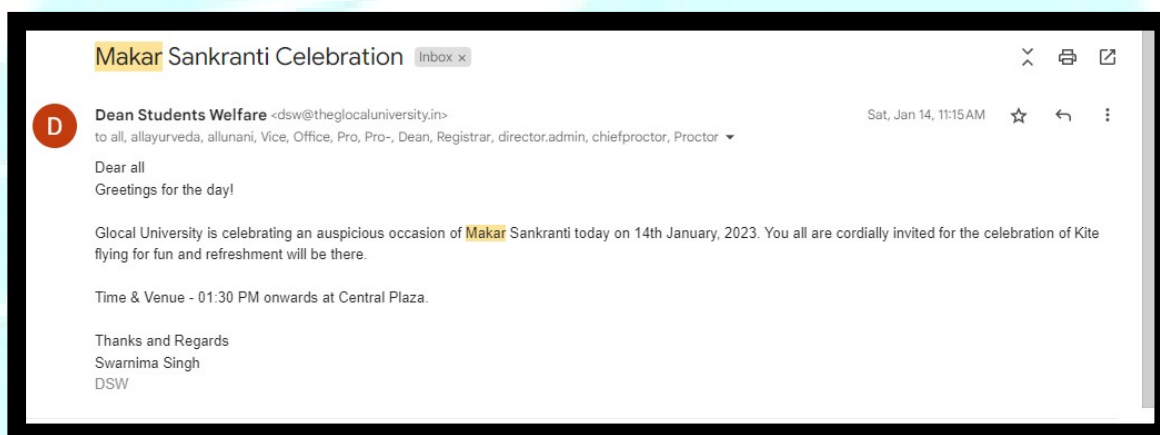 Makar Sankranti Celebration Inbox x
D
Dean Students Welfare <dsw@theglocaluniversity.in> Sat, Jan 14, 11:15 AM
to all, allayurveda, allunani, Vice, Office, Pro, Pro-, Dean, Registrar, director.admin, chiefproctor, Proctor
Dear all
Greetings for the day!
Glocal University is celebrating an auspicious occasion of Makar Sankranti today on 14th January, 2023. You all are cordially invited for the celebration of Kite
flying for fun and refreshment will be there.
Time & Venue - 01:30 PM onwards at Central Plaza.
Thanks and Regards
Swarnima Singh
DSW